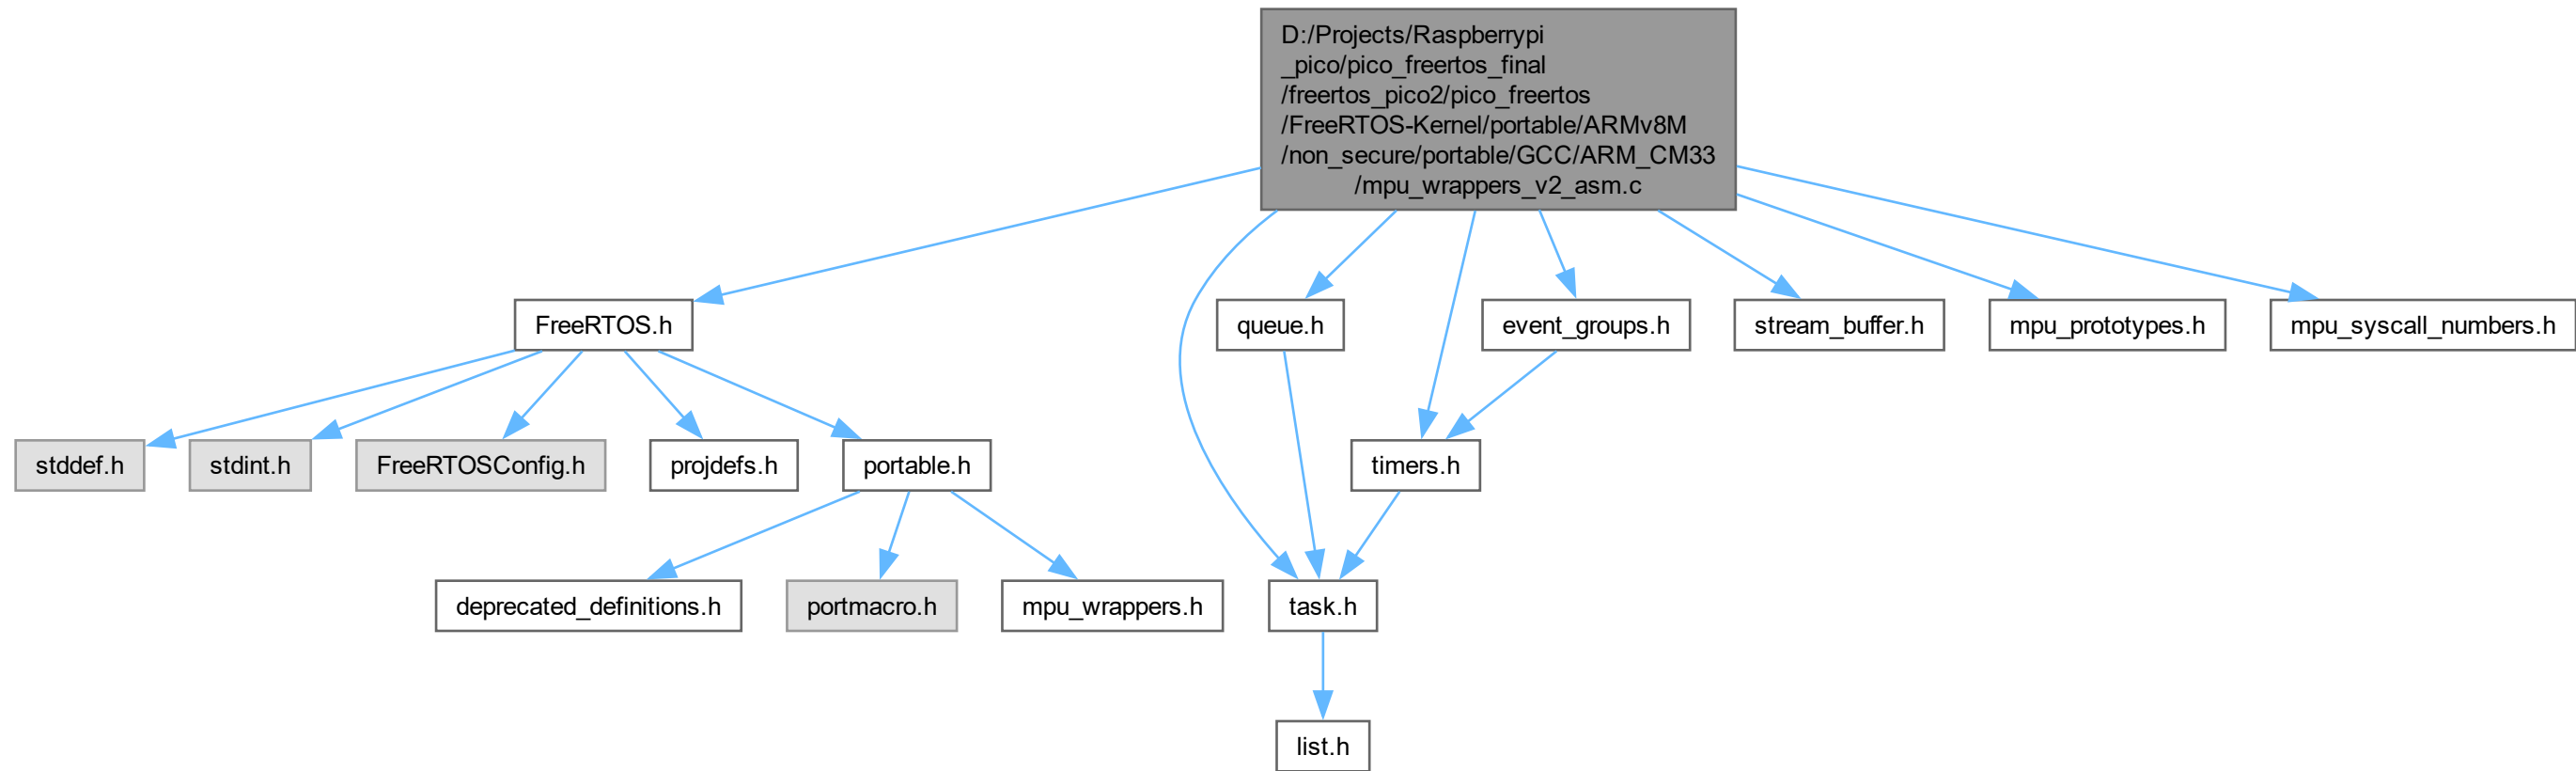 D:/Projects/Raspberrypi
_pico/pico_freertos_final
/freertos_pico2/pico_freertos
/FreeRTOS-Kernel/portable/ARMv8M
/non_secure/portable/GCC/ARM_CM33
/mpu_wrappers_v2_asm.c
FreeRTOS.h
queue.h
event_groups.h
stream_buffer.h
mpu_prototypes.h
mpu_syscall_numbers.h
stddef.h
stdint.h
FreeRTOSConfig.h
projdefs.h
portable.h
timers.h
deprecated_definitions.h
portmacro.h
mpu_wrappers.h
task.h
list.h